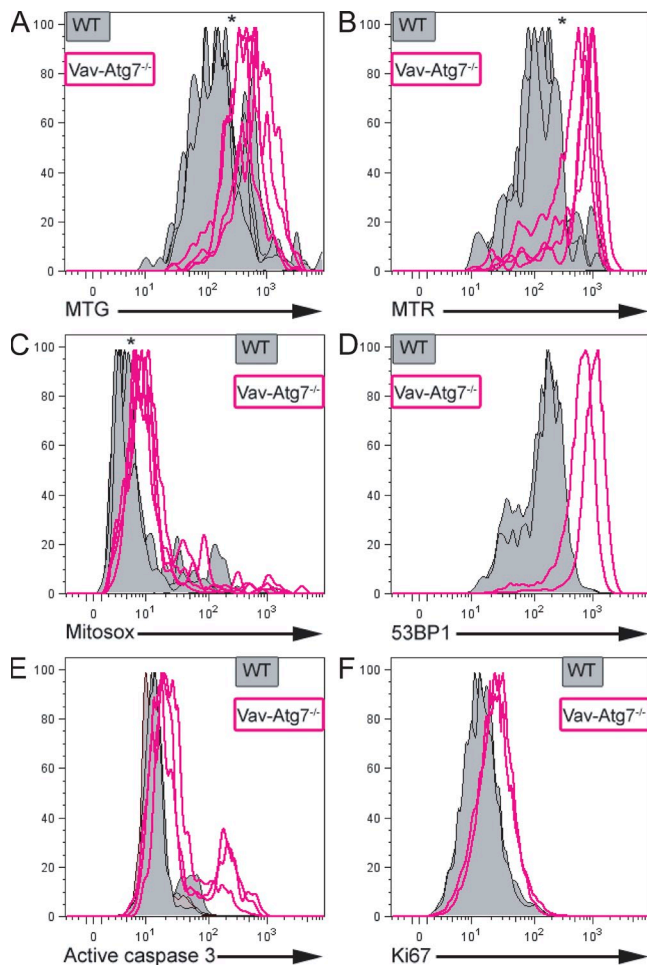 A
*
WT
Vav-Atg7-/-
100
80
60
40
20
0
0 10¹ 10² 10³
MTG
B
*
WT
Vav-Atg7-/-
100
80
60
40
20
0
0 10¹ 10² 10³
MTR
C
*
WT
Vav-Atg7-/-
100
80
60
40
20
0
0 10¹ 10² 10³
Mitosox
D
WT
Vav-Atg7-/-
100
80
60
40
20
0
0 10¹ 10² 10³
53BP1
E
WT
Vav-Atg7-/-
100
80
60
40
20
0
0 10¹ 10² 10³
Active caspase 3
F
WT
Vav-Atg7-/-
100
80
60
40
20
0
0 10¹ 10² 10³
Ki67